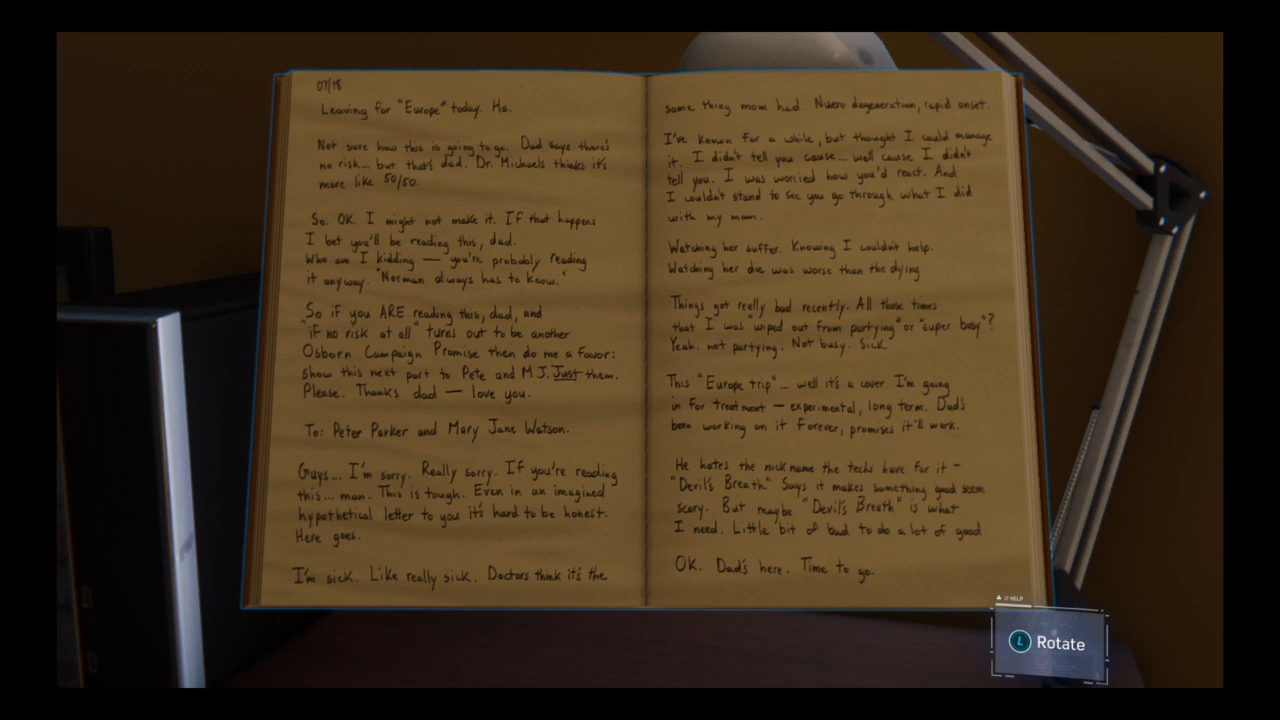 07/18
Leaving for "Europe" today. Ha.
Not sure how this is going to go. Dad says there's
no risk... but that's dad. Dr. Michaels thinks it's
more like 50/50.
So. OK. I might not make it. If that happens
I bet you'll be reading this, dad.
Who am I kidding — you're probably reading
it anyway. "Norman always has to know."
So if you ARE reading this, dad, and
"if no risk at all" turns out to be another
Osborn Campaign Promise then do me a favor:
show this next part to Pete and MJ. Just them.
Please. Thanks dad — love you.
To: Peter Parker and Mary Jane Watson.
Guys... I'm sorry. Really sorry. If you're reading
this... man. This is tough. Even in an imagined
hypothetical letter to you it's hard to be honest.
Here goes.
I'm sick. Like really sick. Doctors think it's the
same thing mom had. Nuero degeneration, rapid onset.
I've known for a while, but thought I could manage
it. I didn't tell you cause... well cause I didn't
tell you. I was worried how you'd react. And
I couldn't stand to see you go through what I did
with my mom.
Watching her suffer. Knowing I couldn't help.
Watching her die was worse than the dying
Things got really bad recently. All those times
that I was "wiped out from partying" or "super busy"?
Yeah. not partying. Not busy. Sick.
This "Europe trip"... well it's a cover. I'm going
in for treatment — experimental, long term. Dad's
been working on it forever, promises it'll work.
He hates the nickname the techs have for it –
"Devil's Breath." Says it makes something good seem
scary. But maybe "Devil's Breath" is what
I need. Little bit of bad to do a lot of good.
OK. Dad's here. Time to go.
HELP
L Rotate